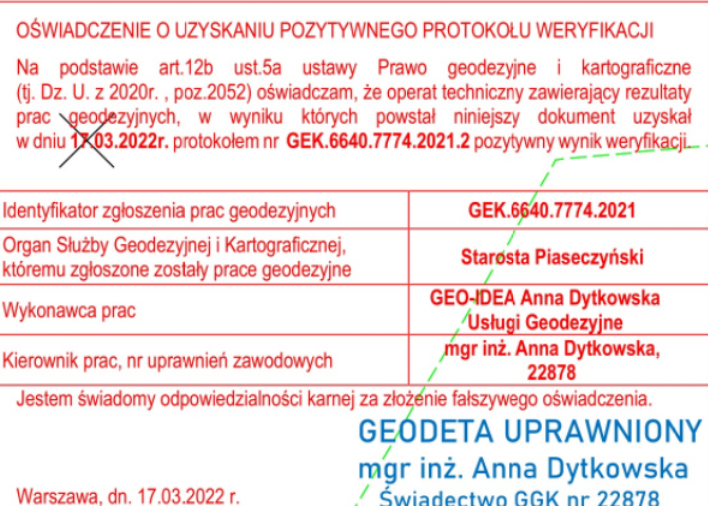 OŚWIADCZENIE O UZYSKANIU POZYTYWNEGO PROTOKOŁU WERYFIKACJI
Na podstawie art.12b ust.5a ustawy Prawo geodezyjne i kartograficzne
(tj. Dz. U. z 2020r. , poz.2052) oświadczam, że operat techniczny zawierający rezultaty
prac geodezyjnych, w wyniku których powstał niniejszy dokument uzyskał
w dniu 17.03.2022r. protokołem nr GEK.6640.7774.2021.2 pozytywny wynik weryfikacji.
Identyfikator zgłoszenia prac geodezyjnych
GEK.6640.7774.2021
Organ Służby Geodezyjnej i Kartograficznej,
któremu zgłoszone zostały prace geodezyjne
Starosta Piaseczyński
Wykonawca prac
GEO-IDEA Anna Dytkowska
Usługi Geodezyjne
Kierownik prac, nr uprawnień zawodowych
mgr inż. Anna Dytkowska,
22878
Jestem świadomy odpowiedzialności karnej za złożenie fałszywego oświadczenia.
GEODETA UPRAWNIONY
mgr inż. Anna Dytkowska
Świadectwo GGK nr 22878
Warszawa, dn. 17.03.2022 r.